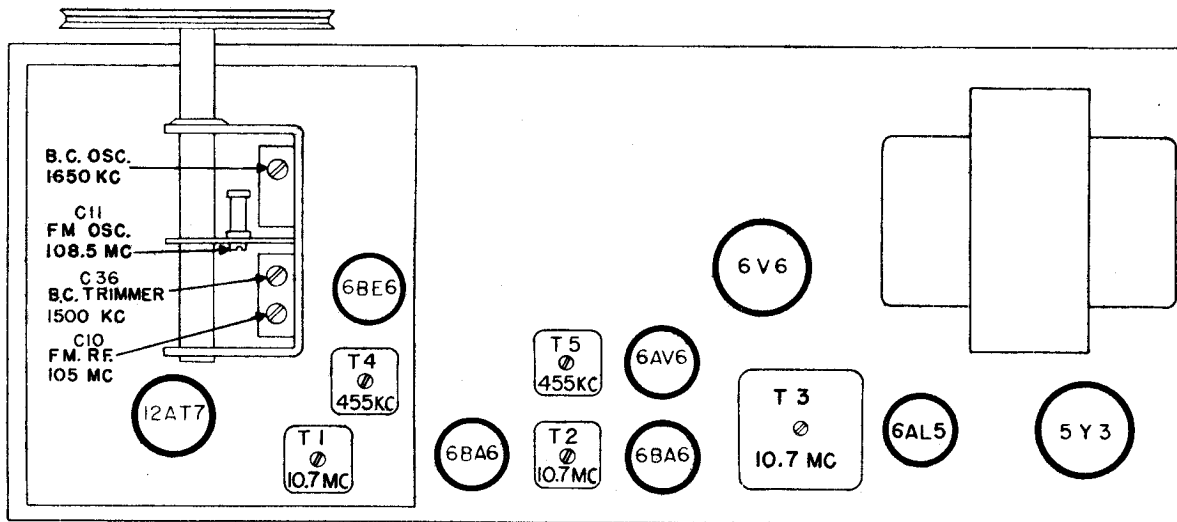 B.C. OSC.
1650 KC
C11
FM OSC.
108.5 MC
C36
B.C. TRIMMER
1500 KC
C10
FM. RF.
105 MC
12AT7
6BE6
T4
455KC
T1
10.7MC
6BA6
T5
455KC
T2
10.7MC
6AV6
6BA6
6V6
T3
10.7 MC
6AL5
5Y3